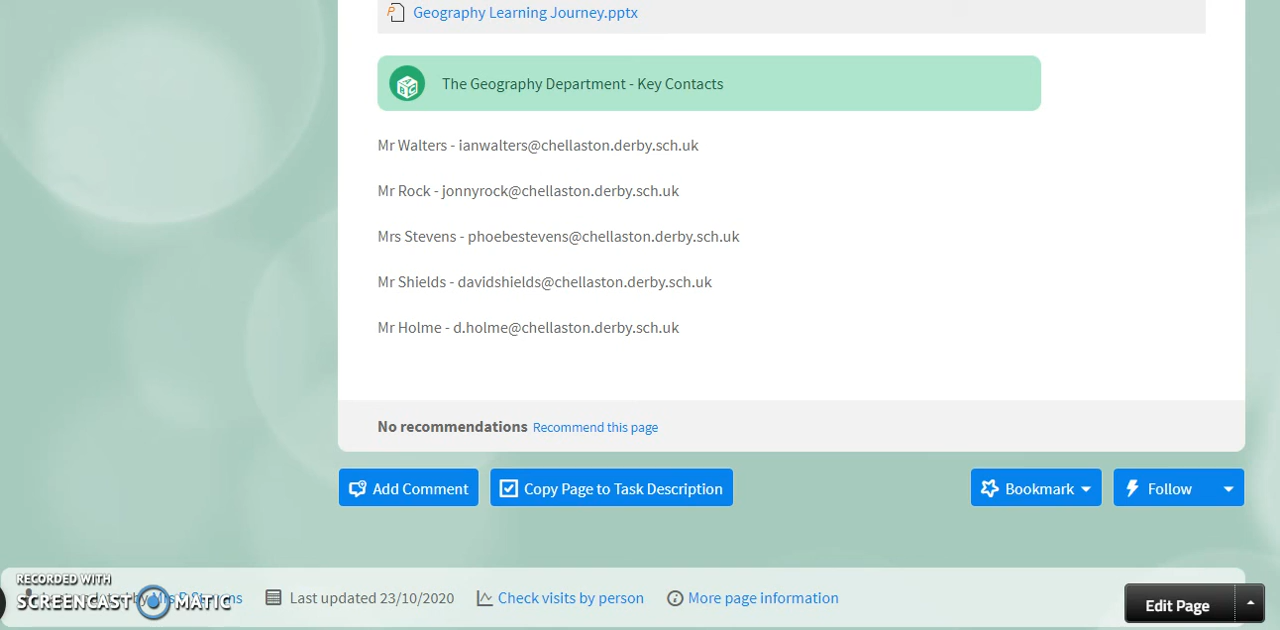 Geography Learning Journey.pptx
The Geography Department - Key Contacts
Mr Walters - ianwalters@chellaston.derby.sch.uk
Mr Rock - jonnyrock@chellaston.derby.sch.uk
Mrs Stevens - phoebestevens@chellaston.derby.sch.uk
Mr Shields - davidshields@chellaston.derby.sch.uk
Mr Holme - d.holme@chellaston.derby.sch.uk
No recommendations Recommend this page
Add Comment Copy Page to Task Description Bookmark Follow
RECORDED WITH
SCREENCAST MATIC
by Mrs Stevens Last updated 23/10/2020 Check visits by person More page information Edit Page